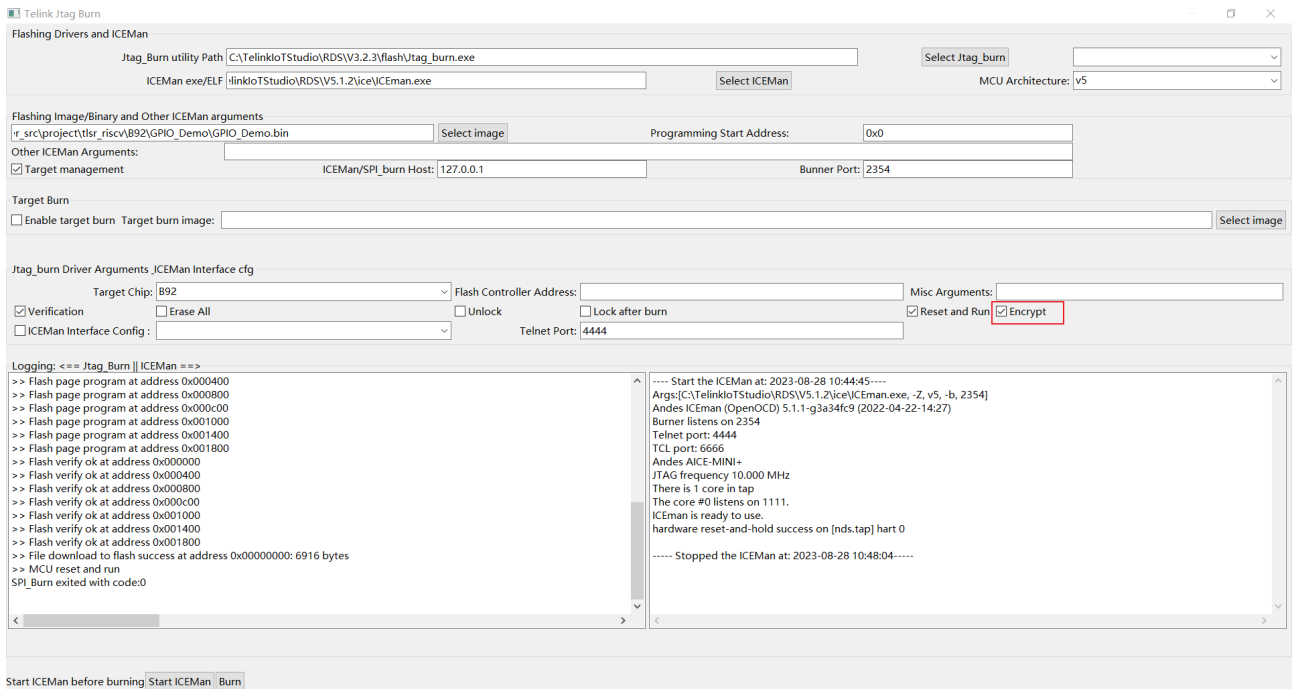 Telink Jtag Burn
Flashing Drivers and ICEMan
Jtag_Burn utility Path C:\TelinkIoTStudio\RDS\V3.2.3\flash\Jtag_burn.exe Select Jtag_burn
ICEMan exe/ELF elinkIoTStudio\RDS\V5.1.2\ice\ICEman.exe Select ICEMan MCU Architecture: v5
Flashing Image/Binary and Other ICEMan arguments
r_src\project\tlsr_riscv\B92\GPIO_Demo\GPIO_Demo.bin Select image Programming Start Address: 0x0
Other ICEMan Arguments:
Target management ICEMan/SPI_burn Host: 127.0.0.1 Bunner Port: 2354
Target Burn
Enable target burn Target burn image: Select image
Jtag_burn Driver Arguments ,ICEMan Interface cfg
Target Chip: B92 Flash Controller Address: Misc Arguments:
Verification Erase All Unlock Lock after burn Reset and Run Encrypt
ICEMan Interface Config : Telnet Port: 4444
Logging: <== Jtag_Burn || ICEMan ==>
>> Flash page program at address 0x000400
>> Flash page program at address 0x000800
>> Flash page program at address 0x000c00
>> Flash page program at address 0x001000
>> Flash page program at address 0x001400
>> Flash page program at address 0x001800
>> Flash verify ok at address 0x000000
>> Flash verify ok at address 0x000400
>> Flash verify ok at address 0x000800
>> Flash verify ok at address 0x000c00
>> Flash verify ok at address 0x001000
>> Flash verify ok at address 0x001400
>> Flash verify ok at address 0x001800
>> File download to flash success at address 0x00000000: 6916 bytes
>> MCU reset and run
SPI_Burn exited with code:0
---- Start the ICEMan at: 2023-08-28 10:44:45----
Args:[C:\TelinkIoTStudio\RDS\V5.1.2\ice\ICEman.exe, -Z, v5, -b, 2354]
Andes ICEman (OpenOCD) 5.1.1-g3a34fc9 (2022-04-22-14:27)
Burner listens on 2354
Telnet port: 4444
TCL port: 6666
Andes AICE-MINI+
JTAG frequency 10.000 MHz
There is 1 core in tap
The core #0 listens on 1111.
ICEman is ready to use.
hardware reset-and-hold success on [nds.tap] hart 0
----- Stopped the ICEMan at: 2023-08-28 10:48:04-----
Start ICEMan before burning Start ICEMan Burn